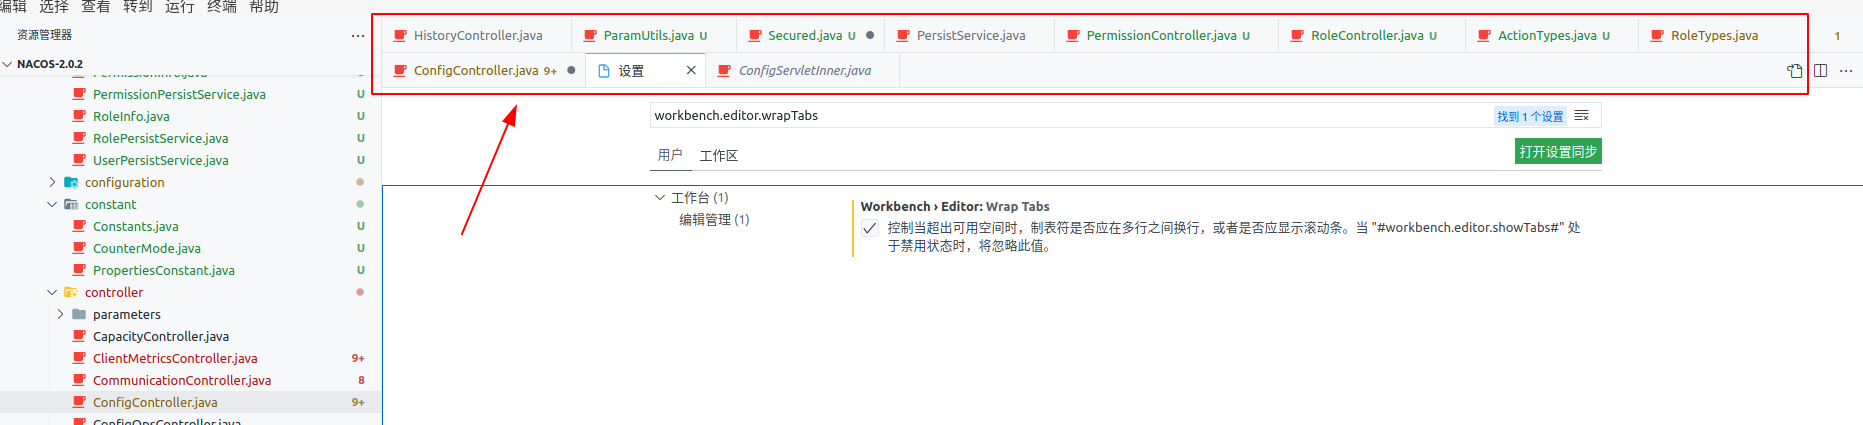 编辑 选择 查看 转到 运行 终端 帮助
资源管理器 ···
NACOS-2.0.2
PermissionInfo.java
PermissionPersistService.java U
RoleInfo.java U
RolePersistService.java U
UserPersistService.java U
configuration
constant
Constants.java U
CounterMode.java U
PropertiesConstant.java U
controller
parameters
CapacityController.java
ClientMetricsController.java 9+
CommunicationController.java 8
ConfigController.java 9+
ConfigOpsController.java
HistoryController.java ParamUtils.java U Secured.java U PersistService.java PermissionController.java U RoleController.java U ActionTypes.java U RoleTypes.java 1
ConfigController.java 9+ 设置 ConfigServletInner.java
workbench.editor.wrapTabs 找到 1 个设置
用户 工作区 打开设置同步
工作台 (1)
编辑管理 (1)
Workbench › Editor: Wrap Tabs
控制当超出可用空间时，制表符是否应在多行之间换行，或者是否应显示滚动条。当 "#workbench.editor.showTabs#" 处
于禁用状态时，将忽略此值。